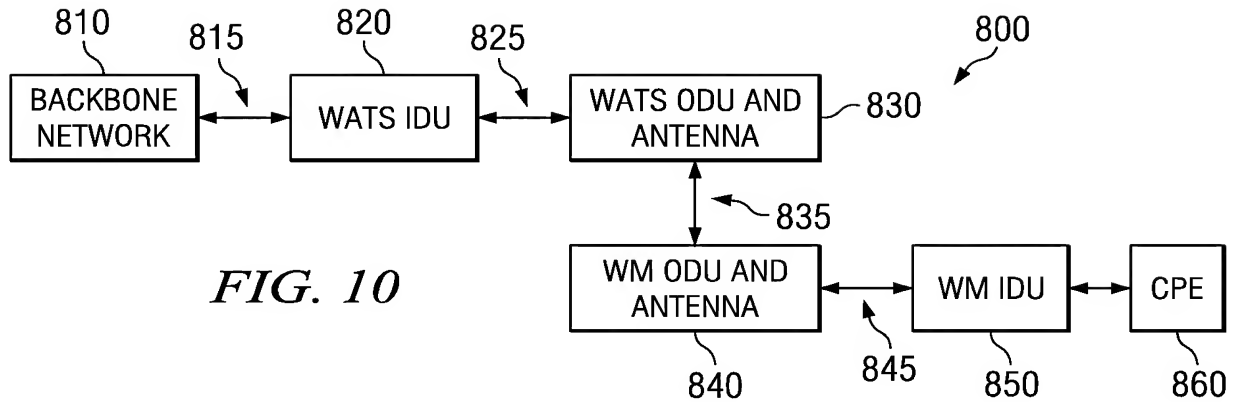 810
815
820
825
800
BACKBONE
NETWORK
WATS IDU
WATS ODU AND
ANTENNA
830
835
FIG. 10
WM ODU AND
ANTENNA
WM IDU
CPE
840
845
850
860